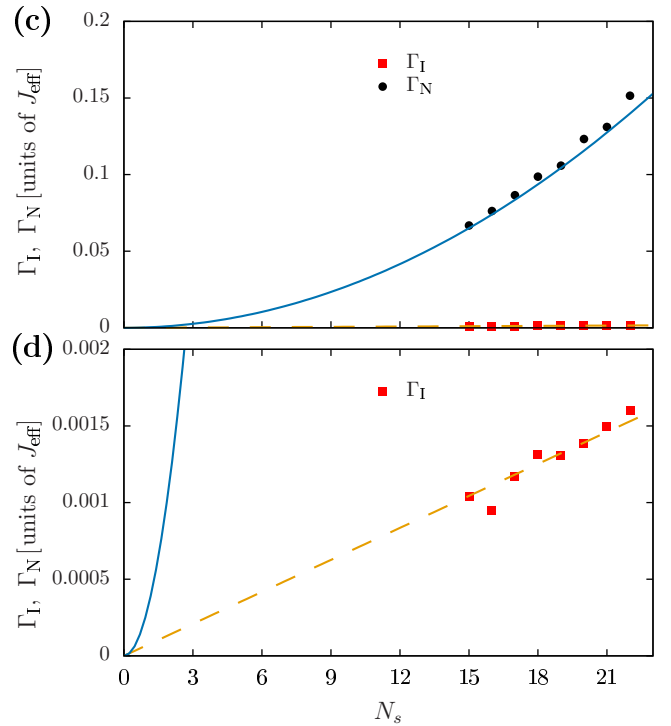 (c)
0.2
0.15
0.1
0.05
0
Γ_I, Γ_N [units of J_eff]
Γ_I
Γ_N
(d)
0.002
0.0015
0.001
0.0005
0
Γ_I, Γ_N [units of J_eff]
Γ_I
0 3 6 9 12 15 18 21
N_s